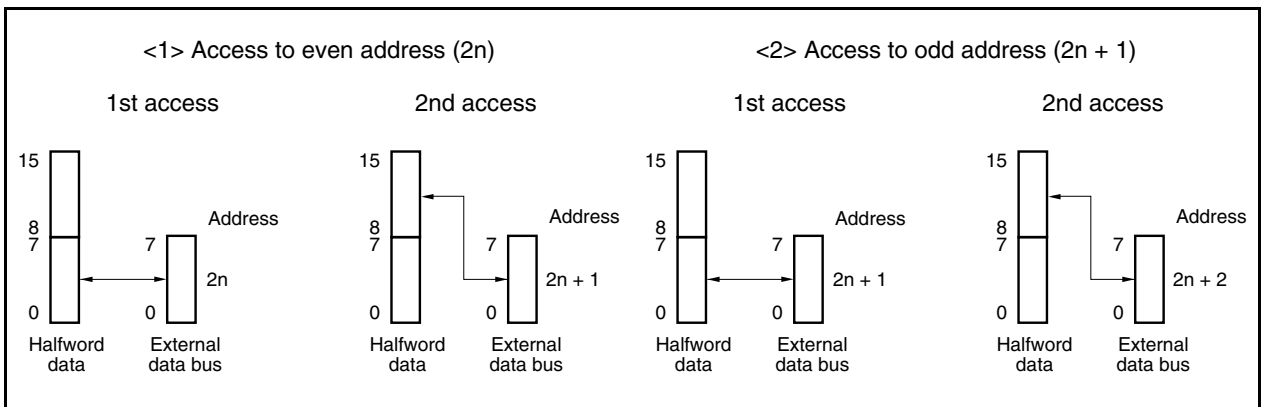 <1> Access to even address (2n)
<2> Access to odd address (2n + 1)
1st access
2nd access
1st access
2nd access
15
8
7
0
Address
7
2n
0
Halfword
data
External
data bus
15
8
7
0
Address
7
2n + 1
0
Halfword
data
External
data bus
15
8
7
0
Address
7
2n + 1
0
Halfword
data
External
data bus
15
8
7
0
Address
7
2n + 2
0
Halfword
data
External
data bus